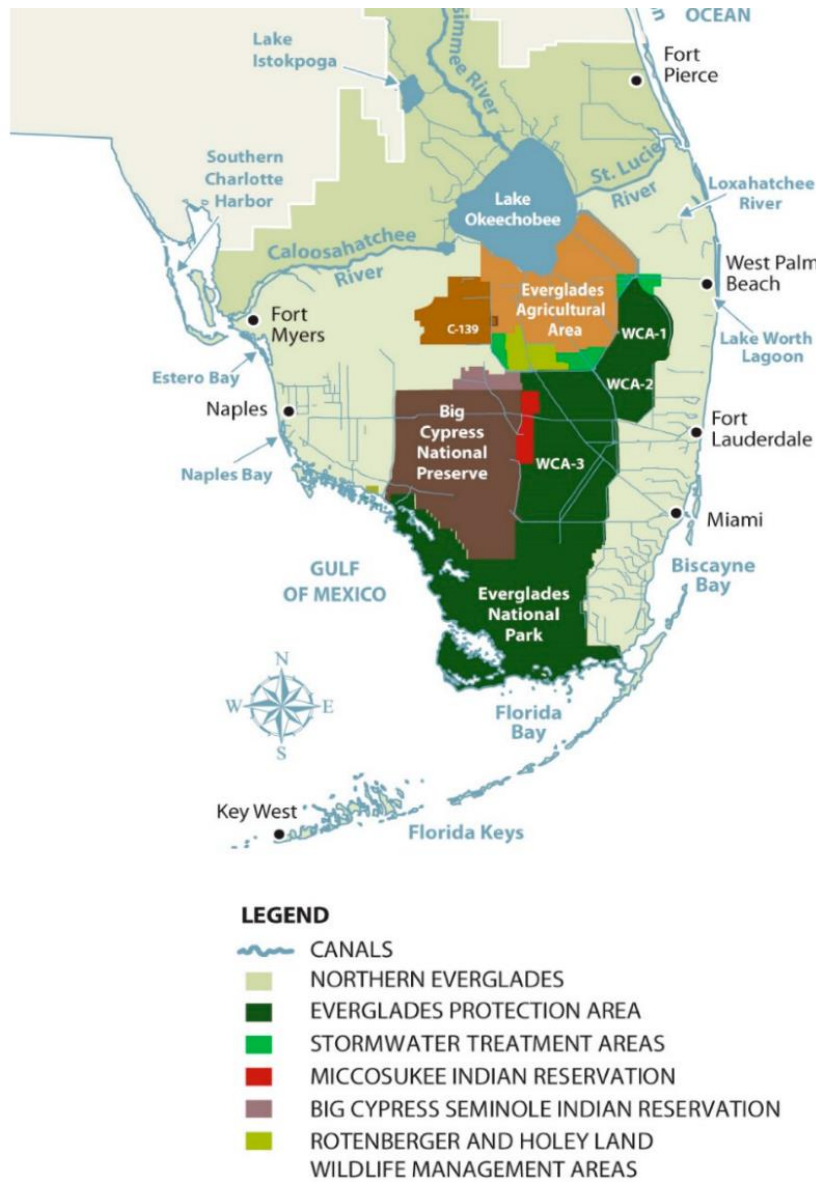 OCEAN
Lake
Istokpoga
simmee River
Fort
Pierce
Southern
Charlotte
Harbor
St. Lucie
River
Loxahatchee
River
Lake
Okeechobee
Caloosahatchee
River
West Palm
Beach
Everglades
Agricultural
Area
C-139
WCA-1
Fort
Myers
Lake Worth
Lagoon
Estero Bay
WCA-2
Naples
Big
Cypress
National
Preserve
Fort
Lauderdale
WCA-3
Naples Bay
Miami
GULF
OF MEXICO
Biscayne
Bay
Everglades
National
Park
N
W
E
S
Florida
Bay
Key West
Florida Keys
LEGEND
CANALS
NORTHERN EVERGLADES
EVERGLADES PROTECTION AREA
STORMWATER TREATMENT AREAS
MICCOSUKEE INDIAN RESERVATION
BIG CYPRESS SEMINOLE INDIAN RESERVATION
ROTENBERGER AND HOLEY LAND
WILDLIFE MANAGEMENT AREAS